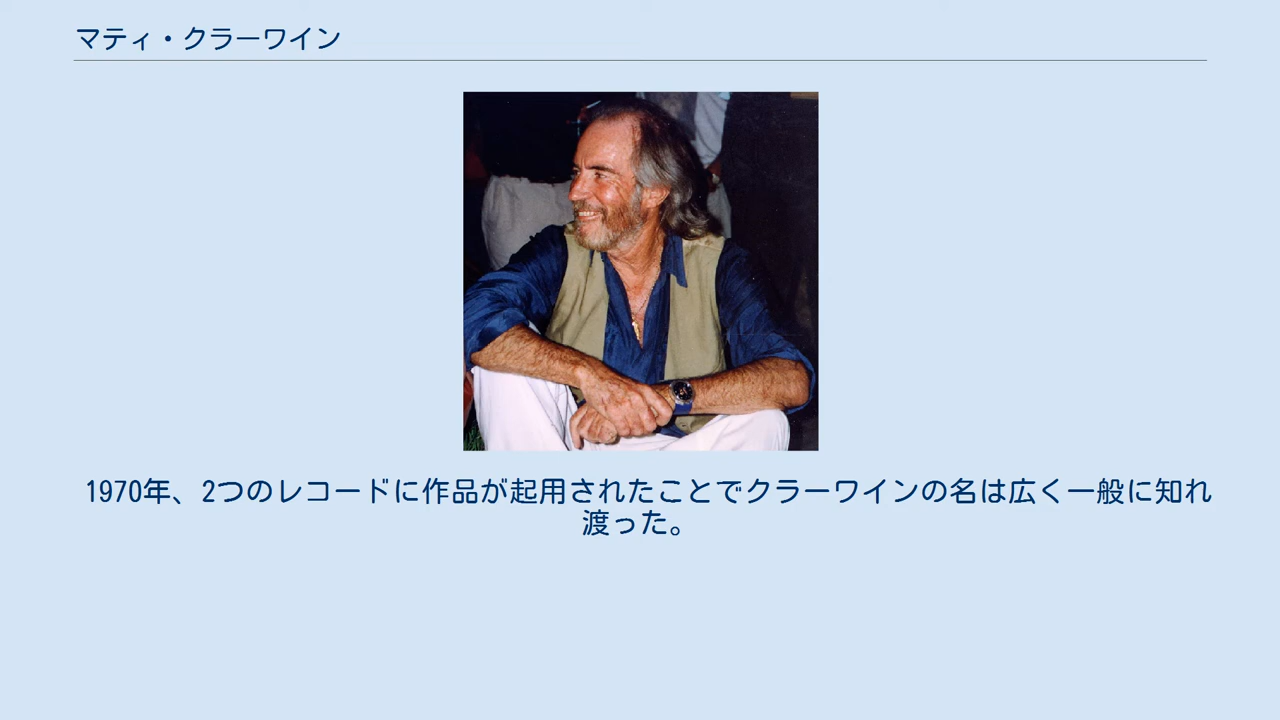 マティ・クラーワイン
1970年、2つのレコードに作品が起用されたことでクラーワインの名は広く一般に知れ
渡った。